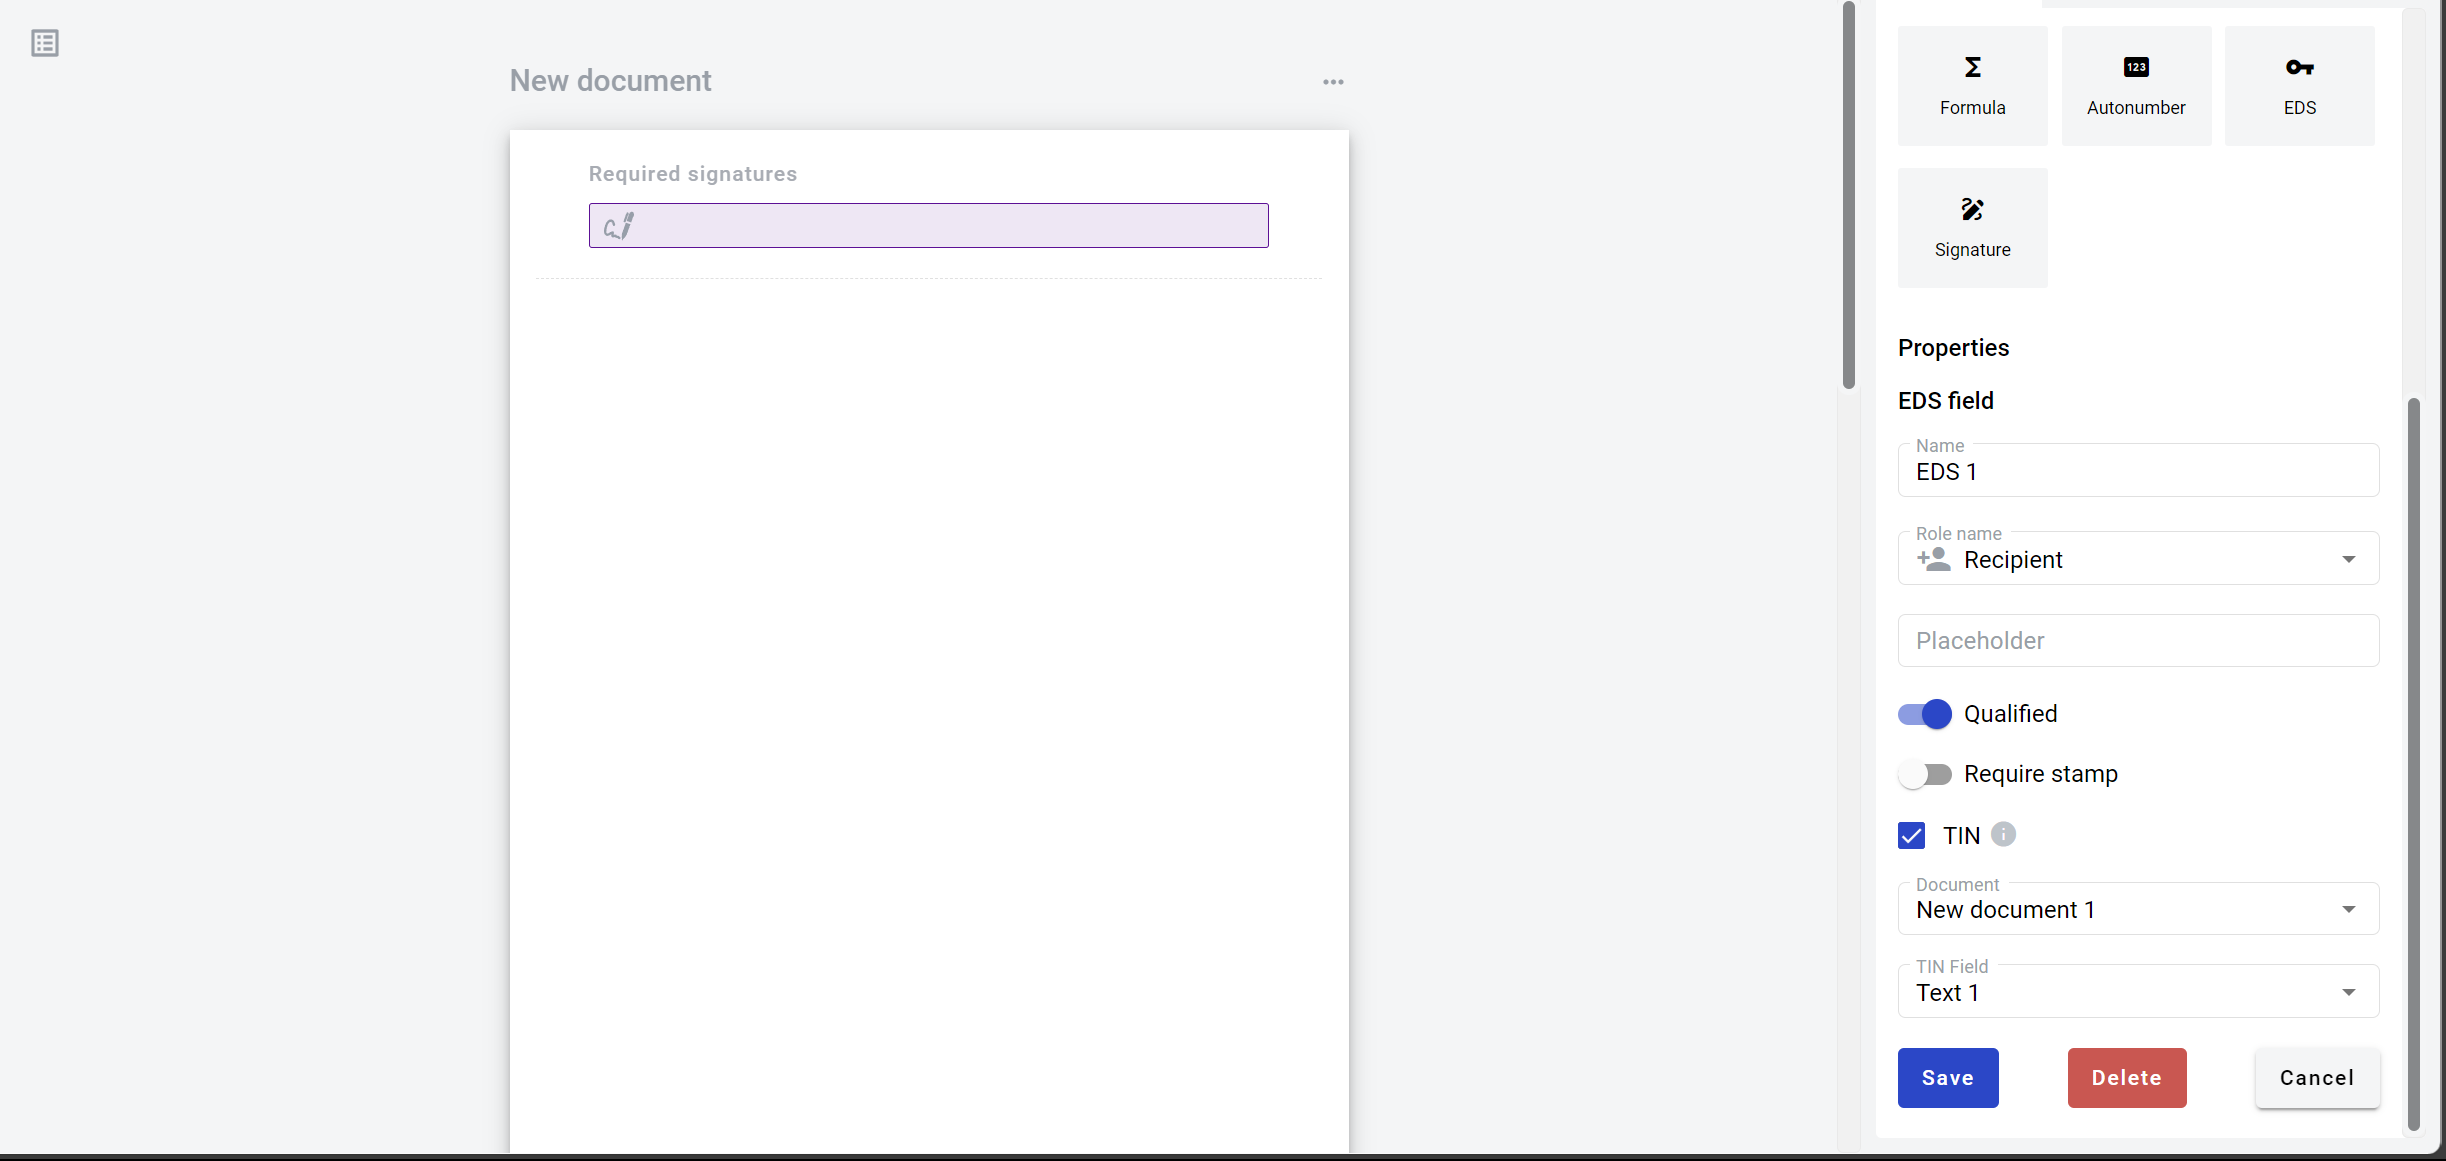 New document
Required signatures
Formula
123
Autonumber
EDS
Signature
Properties
EDS field
Name
EDS 1
Role name
Recipient
Placeholder
Qualified
Require stamp
TIN
Document
New document 1
TIN Field
Text 1
Save
Delete
Cancel